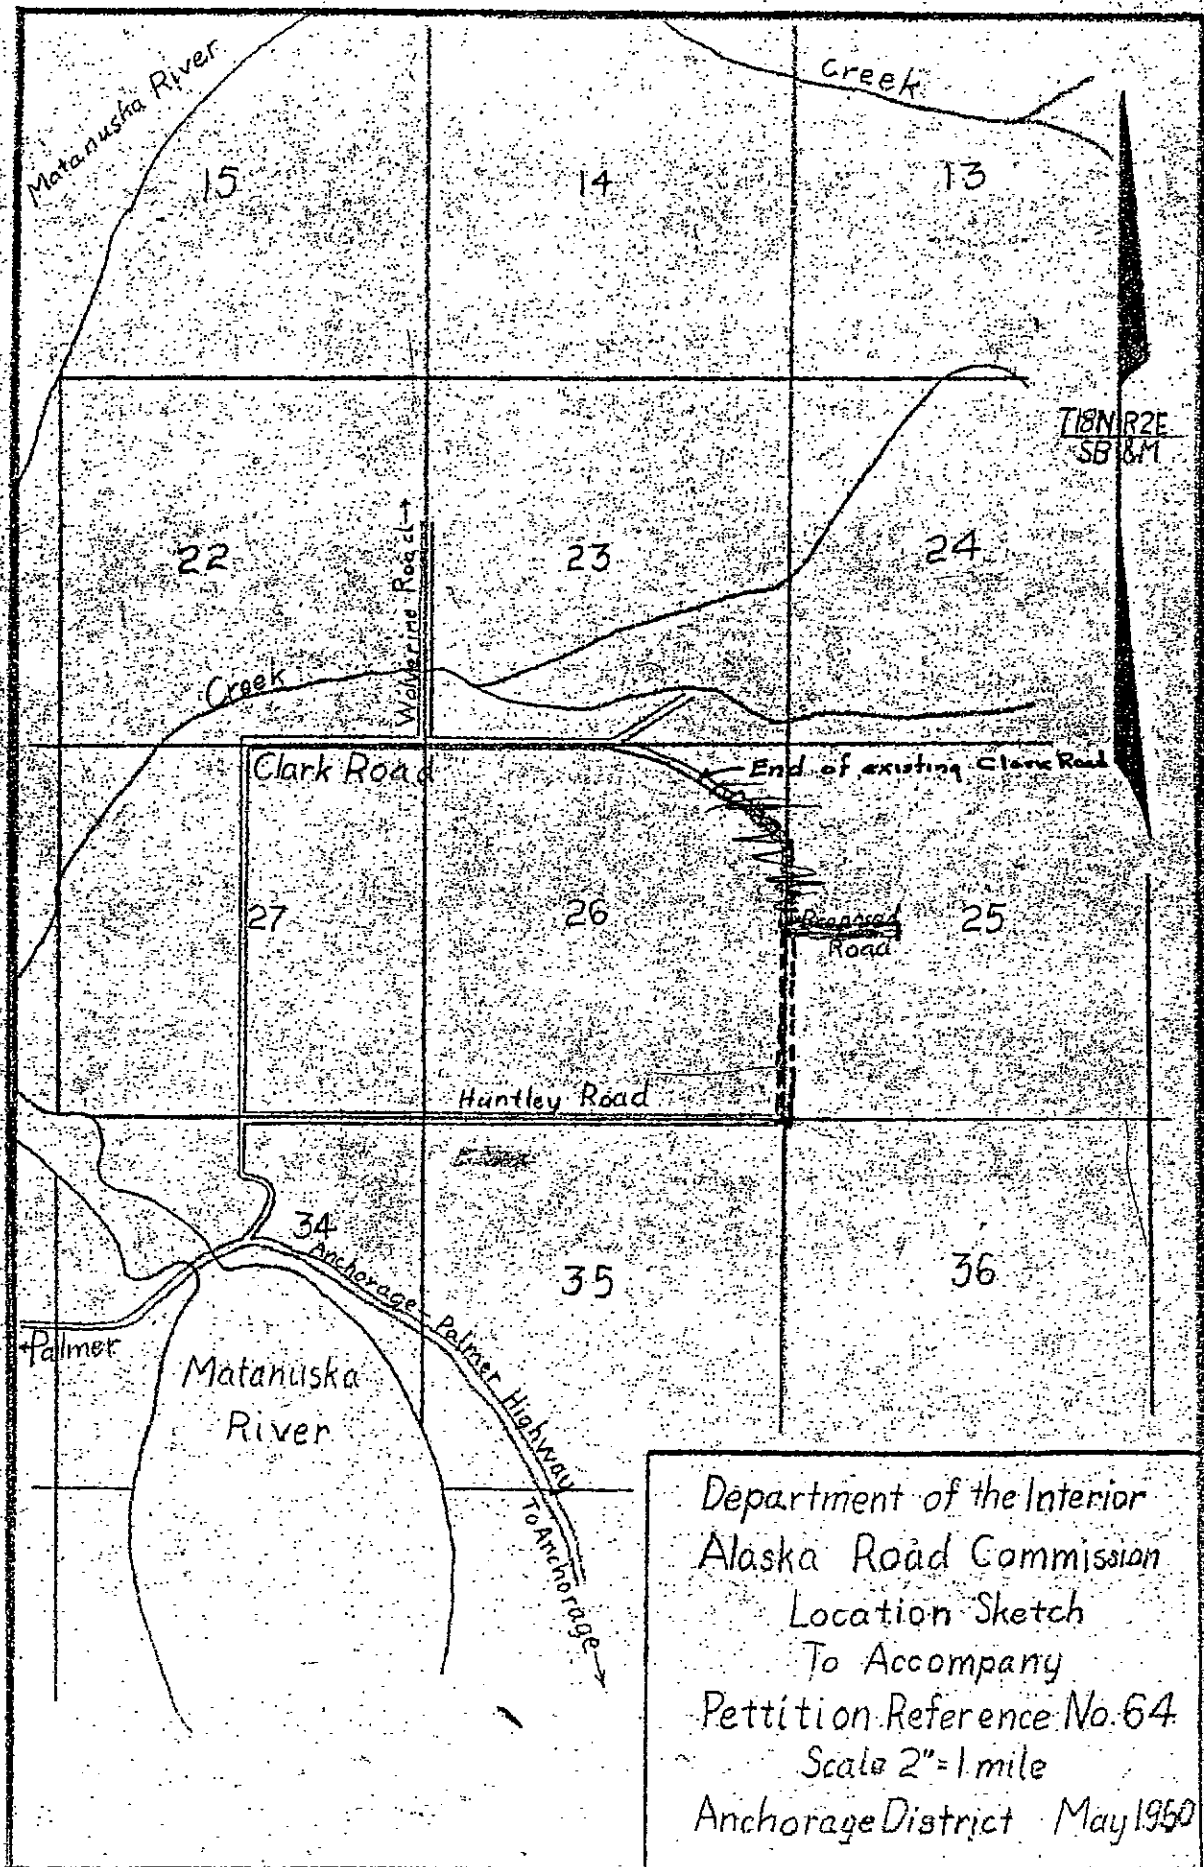 Matanuska River
Creek
15
14
13
T18N R2E
SB &M
22
23
24
Wolverine Road →
Creek
Clark Road
End of existing Clark Road
27
26
25
Proposed
Road
Huntley Road
34
35
36
Anchorage-Palmer Highway
To Anchorage →
Palmer
Matanuska
River
Department of the Interior
Alaska Road Commission
Location Sketch
To Accompany
Pettition Reference No. 64
Scale 2"=1 mile
Anchorage District May 1950